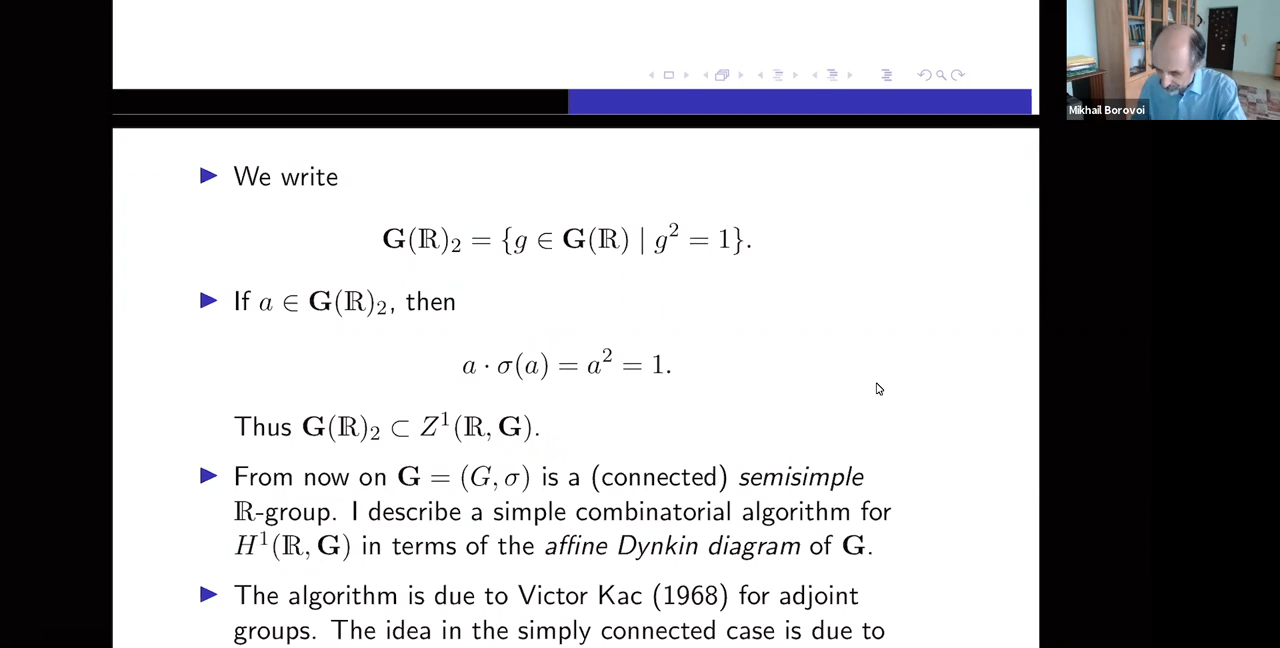 Mikhail Borovoi
▶ We write
G(ℝ)₂ = {g ∈ G(ℝ) | g² = 1}.
▶ If a ∈ G(ℝ)₂, then
a · σ(a) = a² = 1.
Thus G(ℝ)₂ ⊂ Z¹(ℝ, G).
▶ From now on G = (G, σ) is a (connected) semisimple
ℝ-group. I describe a simple combinatorial algorithm for
H¹(ℝ, G) in terms of the affine Dynkin diagram of G.
▶ The algorithm is due to Victor Kac (1968) for adjoint
groups. The idea in the simply connected case is due to